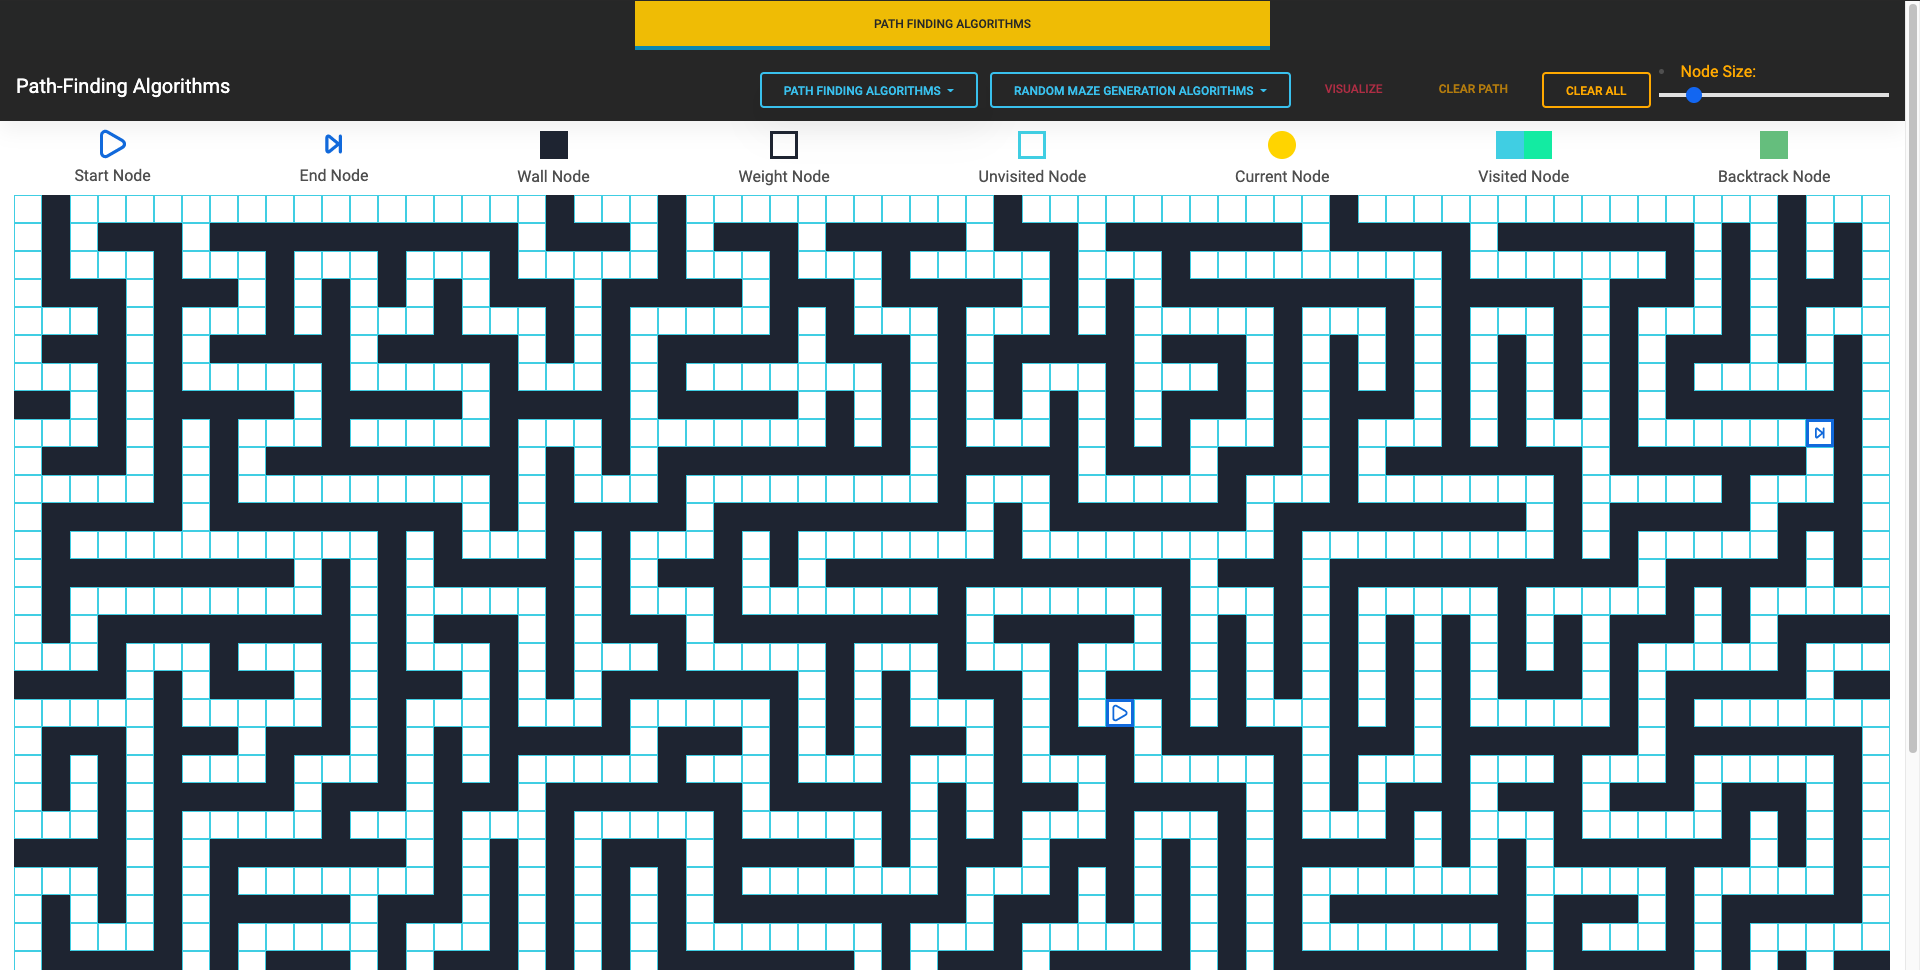 PATH FINDING ALGORITHMS
Path-Finding Algorithms
PATH FINDING ALGORITHMS
RANDOM MAZE GENERATION ALGORITHMS
VISUALIZE
CLEAR PATH
CLEAR ALL
Node Size:
Start Node
End Node
Wall Node
Weight Node
Unvisited Node
Current Node
Visited Node
Backtrack Node